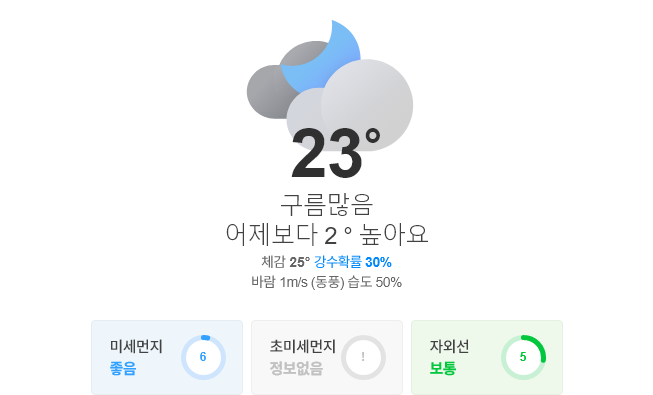 23°
구름많음
어제보다 2 ° 높아요
체감 25° 강수확률 30%
바람 1m/s (동풍) 습도 50%
미세먼지
좋음
6
초미세먼지
정보없음
!
자외선
보통
5